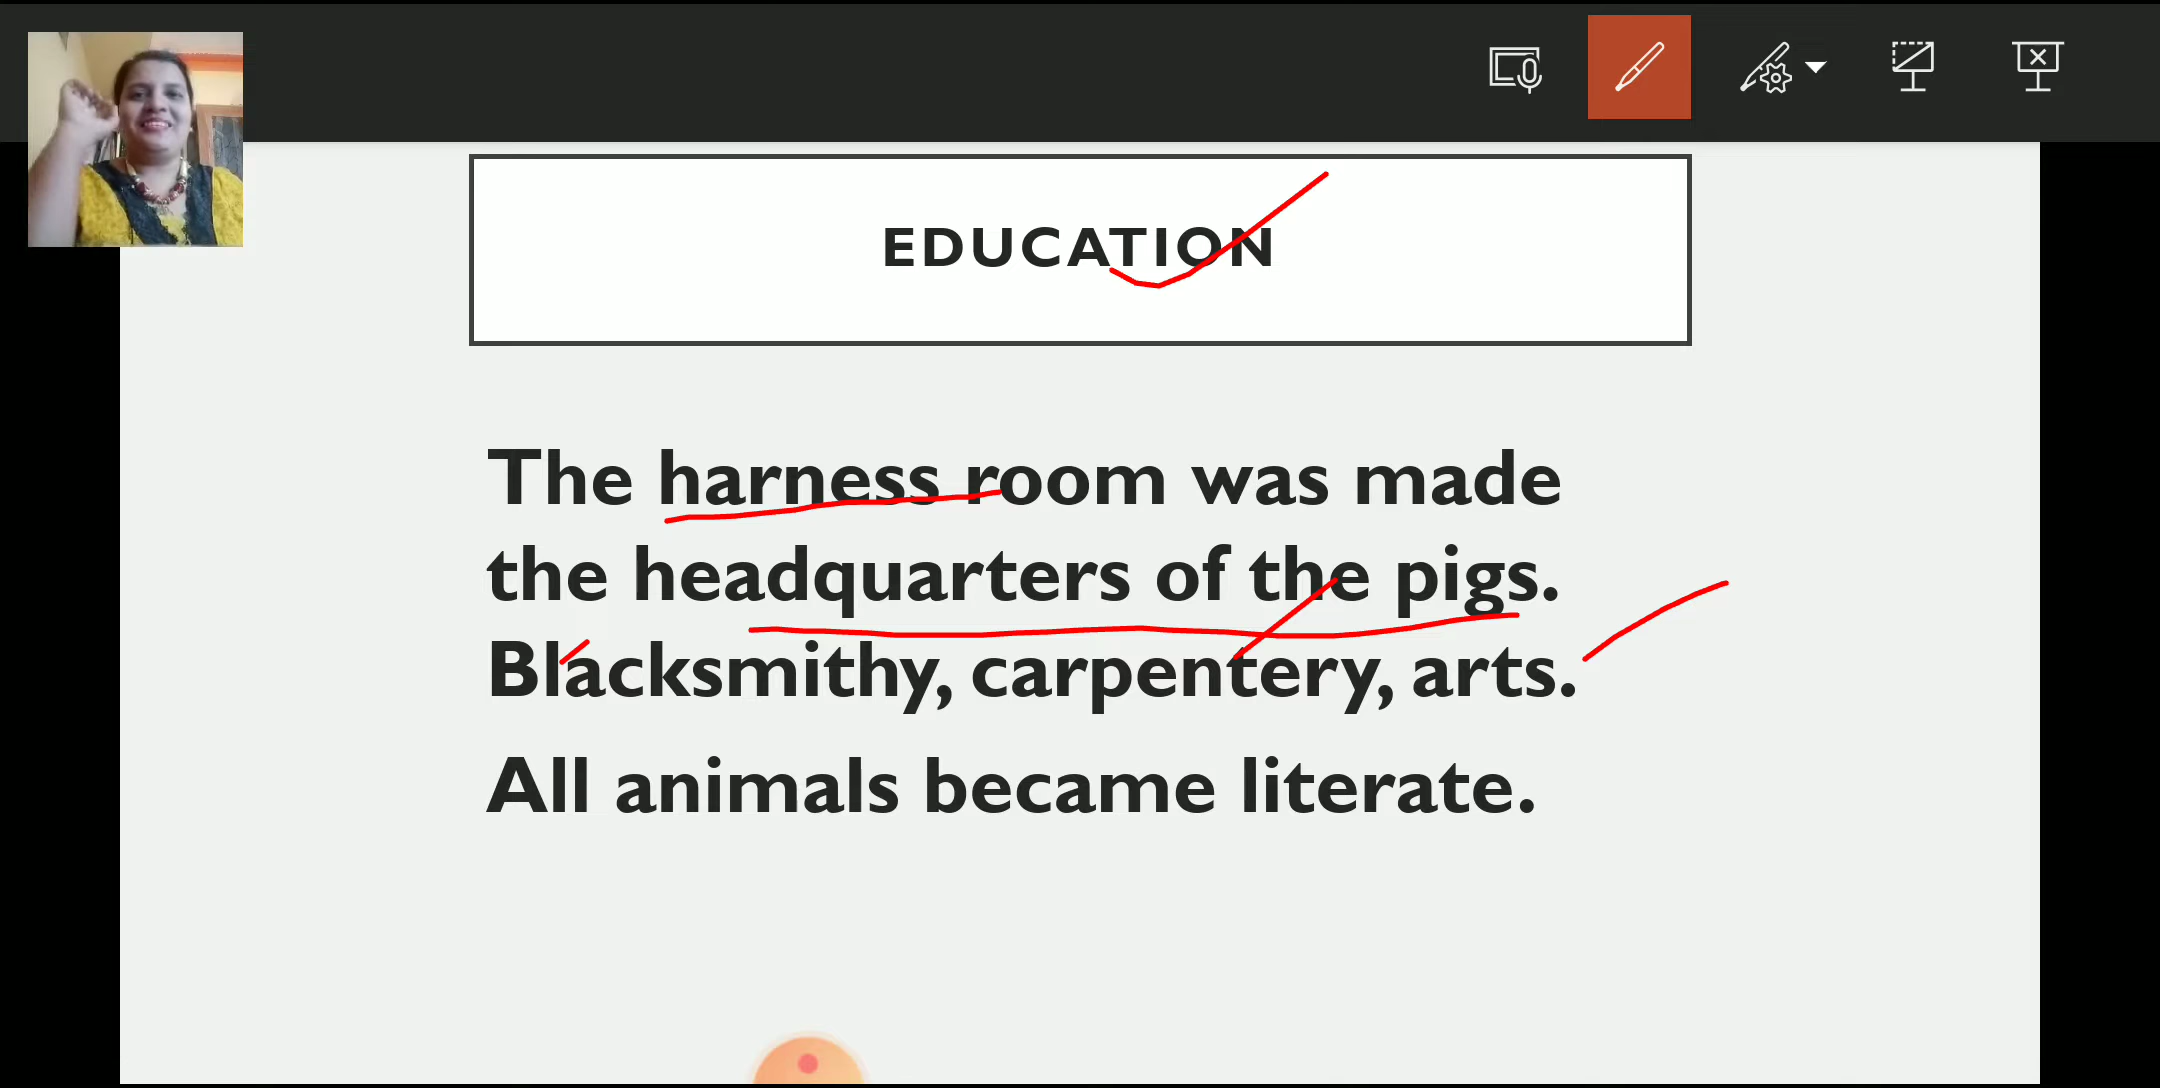 EDUCATION
The harness room was made
the headquarters of the pigs.
Blacksmithy, carpentery, arts.
All animals became literate.